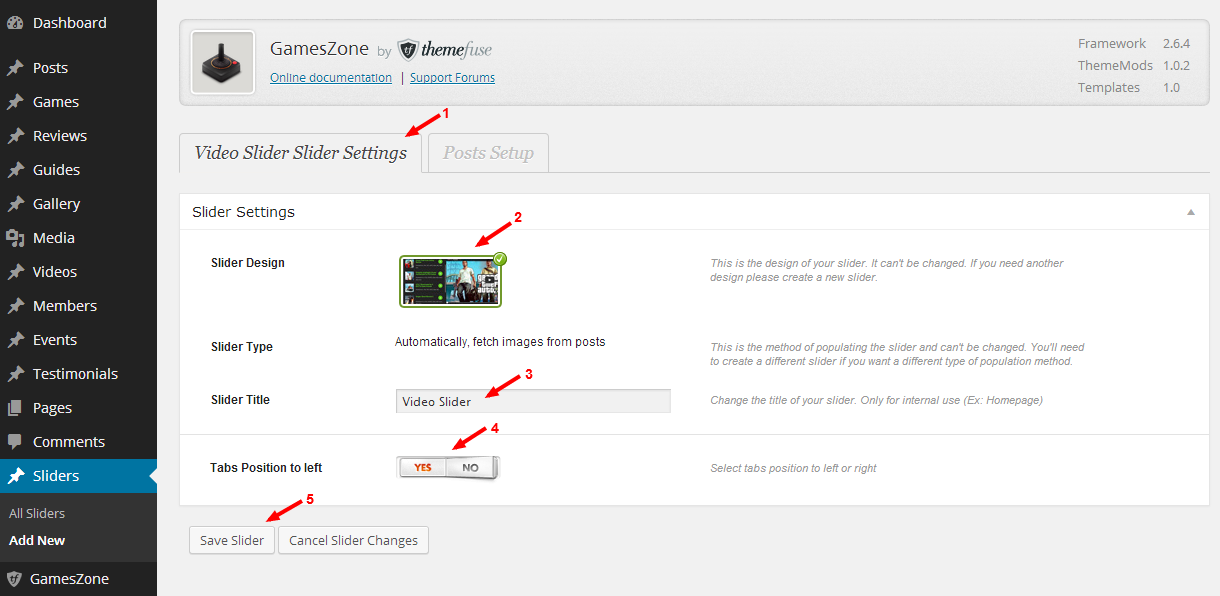 Dashboard
Posts
Games
Reviews
Guides
Gallery
Media
Videos
Members
Events
Testimonials
Pages
Comments
Sliders
All Sliders
Add New
GamesZone
GamesZone by tf themefuse
Online documentation | Support Forums
Framework 2.6.4
ThemeMods 1.0.2
Templates 1.0
1
Video Slider Slider Settings
Posts Setup
Slider Settings
2
Slider Design
This is the design of your slider. It can't be changed. If you need another
design please create a new slider.
Slider Type
Automatically, fetch images from posts
This is the method of populating the slider and can't be changed. You'll need
to create a different slider if you want a different type of population method.
3
Slider Title
Video Slider
Change the title of your slider. Only for internal use (Ex: Homepage)
4
Tabs Position to left
YES NO
Select tabs position to left or right
5
Save Slider
Cancel Slider Changes